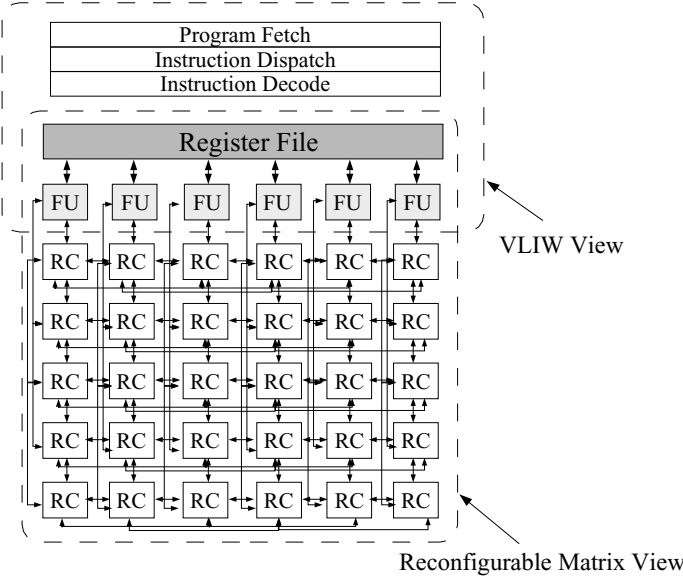 Program Fetch
Instruction Dispatch
Instruction Decode
Register File
FU FU FU FU FU FU
VLIW View
RC RC RC RC RC RC
RC RC RC RC RC RC
RC RC RC RC RC RC
RC RC RC RC RC RC
RC RC RC RC RC RC
Reconfigurable Matrix View